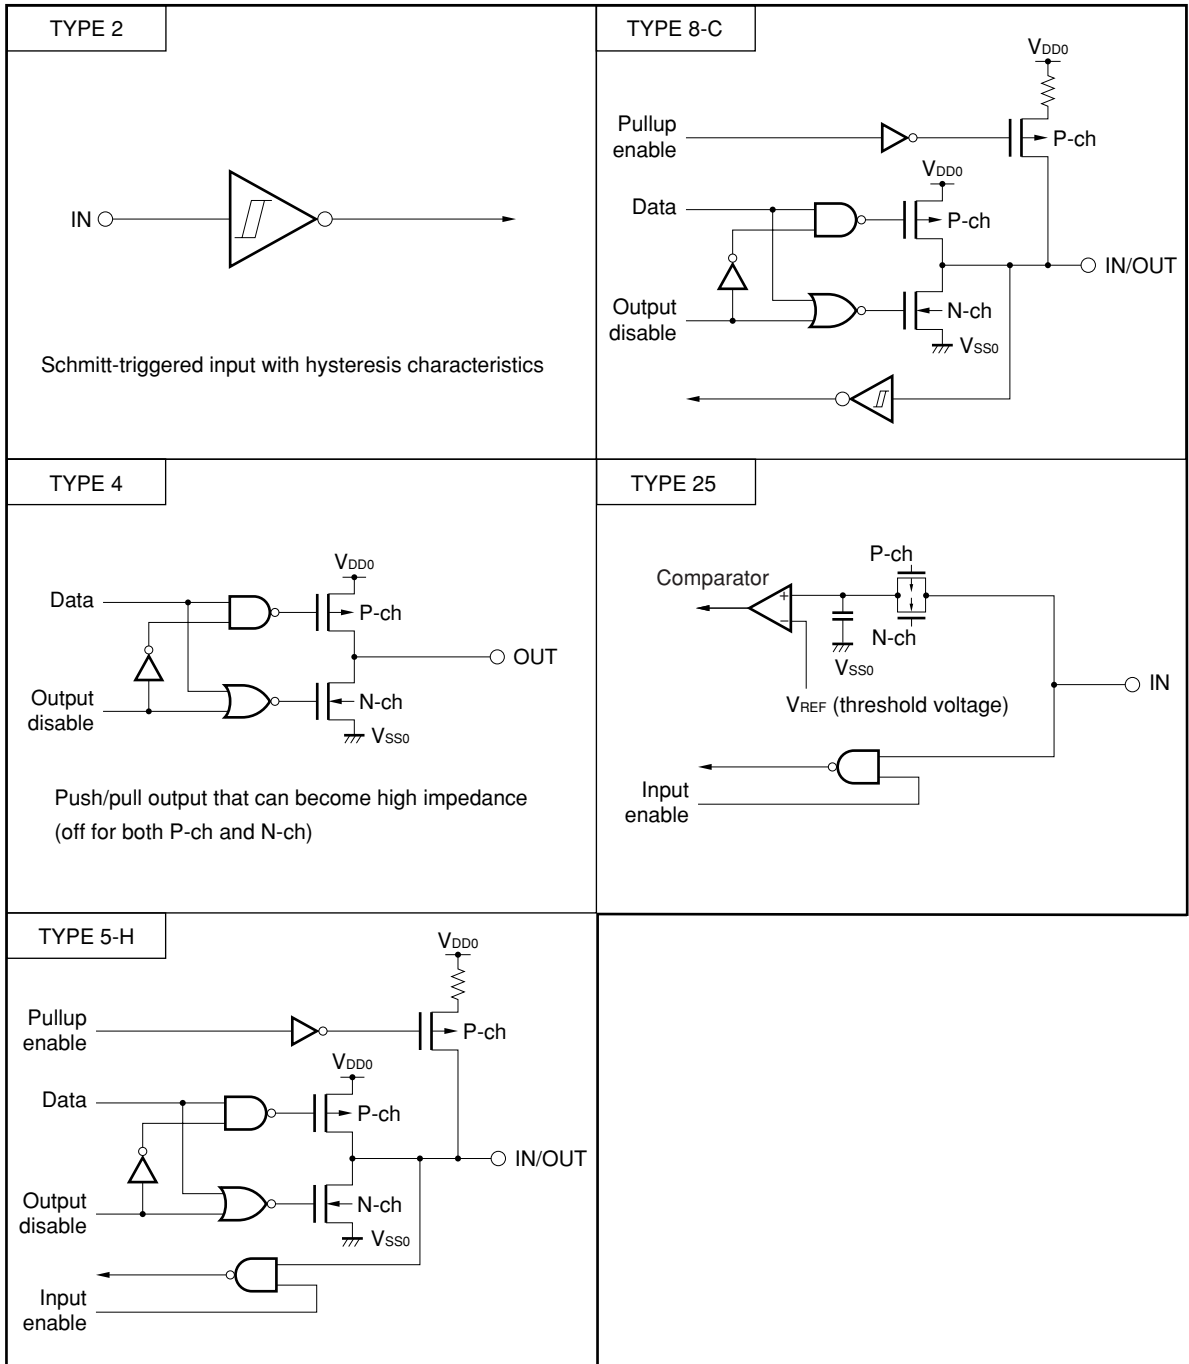 TYPE 2
IN
Schmitt-triggered input with hysteresis characteristics
TYPE 8-C
VDD0
Pullup
enable
P-ch
VDD0
Data
P-ch
IN/OUT
Output
disable
N-ch
VSS0
TYPE 4
VDD0
Data
P-ch
OUT
Output
disable
N-ch
VSS0
Push/pull output that can become high impedance
(off for both P-ch and N-ch)
TYPE 25
P-ch
Comparator
+
−
N-ch
VSS0
IN
VREF (threshold voltage)
Input
enable
TYPE 5-H
VDD0
Pullup
enable
P-ch
VDD0
Data
P-ch
IN/OUT
Output
disable
N-ch
VSS0
Input
enable